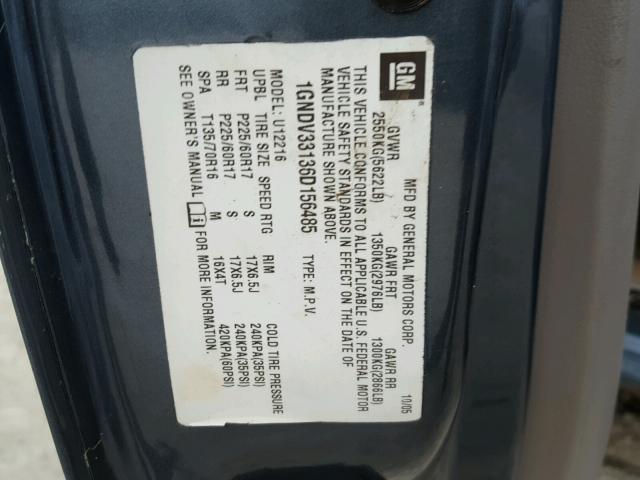 GM®
MFD BY GENERAL MOTORS CORP. 10/05
GVWR GAWR FRT GAWR RR
2550KG(5622LB) 1350KG(2976LB) 1300KG(2866LB)
THIS VEHICLE CONFORMS TO ALL APPLICABLE U.S. FEDERAL MOTOR
VEHICLE SAFETY STANDARDS IN EFFECT ON THE DATE OF
MANUFACTURE SHOWN ABOVE.
1GNDV33136D156485 TYPE: M.P.V.
MODEL: U12216
UPBL TIRE SIZE SPEED RTG RIM COLD TIRE PRESSURE
FRT P225/60R17 S 17X6.5J 240KPA(35PSI)
RR P225/60R17 S 17X6.5J 240KPA(35PSI)
SPA T135/70R16 M 16X4T 420KPA(60PSI)
SEE OWNER'S MANUAL FOR MORE INFORMATION.